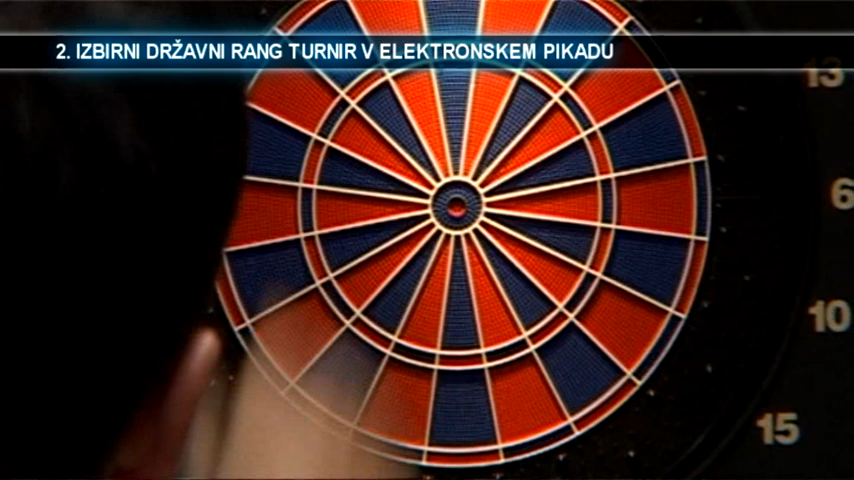 2. IZBIRNI DRŽAVNI RANG TURNIR V ELEKTRONSKEM PIKADU
13
6
10
15